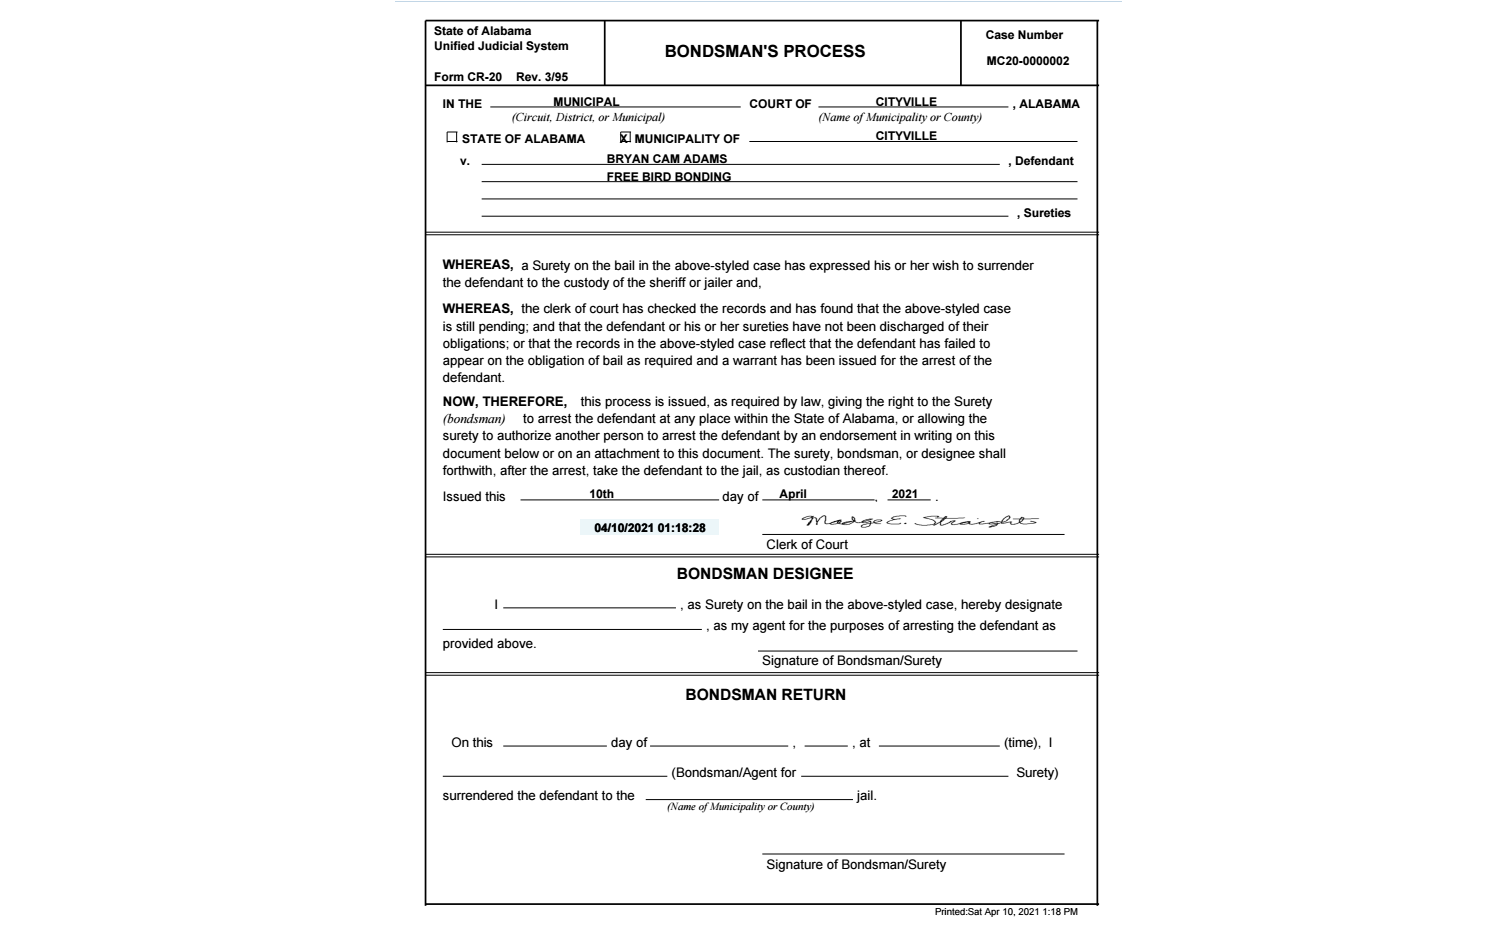 State of Alabama
Unified Judicial System
Form CR-20 Rev. 3/95
BONDSMAN'S PROCESS
Case Number
MC20-0000002
IN THE MUNICIPAL COURT OF CITYVILLE , ALABAMA
(Circuit, District, or Municipal) (Name of Municipality or County)
☐ STATE OF ALABAMA ☒ MUNICIPALITY OF CITYVILLE
v. BRYAN CAM ADAMS , Defendant
FREE BIRD BONDING
, Sureties
WHEREAS, a Surety on the bail in the above-styled case has expressed his or her wish to surrender
the defendant to the custody of the sheriff or jailer and,
WHEREAS, the clerk of court has checked the records and has found that the above-styled case
is still pending; and that the defendant or his or her sureties have not been discharged of their
obligations; or that the records in the above-styled case reflect that the defendant has failed to
appear on the obligation of bail as required and a warrant has been issued for the arrest of the
defendant.
NOW, THEREFORE, this process is issued, as required by law, giving the right to the Surety
(bondsman) to arrest the defendant at any place within the State of Alabama, or allowing the
surety to authorize another person to arrest the defendant by an endorsement in writing on this
document below or on an attachment to this document. The surety, bondsman, or designee shall
forthwith, after the arrest, take the defendant to the jail, as custodian thereof.
Issued this 10th day of April , 2021 .
04/10/2021 01:18:28 Madge E. Straight
Clerk of Court
BONDSMAN DESIGNEE
I ______ , as Surety on the bail in the above-styled case, hereby designate
______ , as my agent for the purposes of arresting the defendant as
provided above.
Signature of Bondsman/Surety
BONDSMAN RETURN
On this ______ day of ______ , ____ , at ______ (time), I
______ (Bondsman/Agent for ______ Surety)
surrendered the defendant to the ______ jail.
(Name of Municipality or County)
Signature of Bondsman/Surety
Printed:Sat Apr 10, 2021 1:18 PM